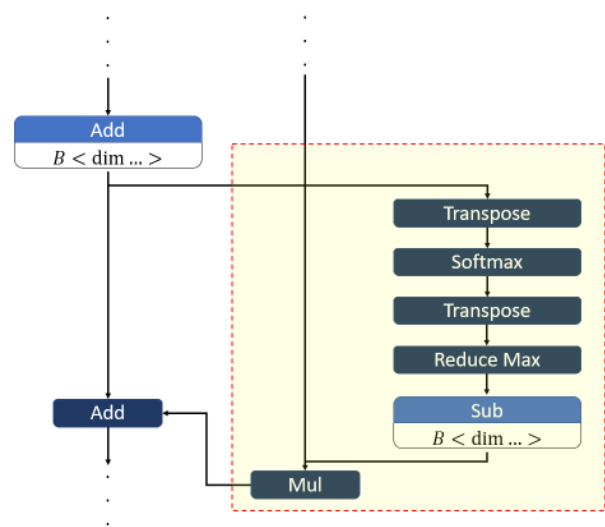 Add
B < dim ... >
Transpose
Softmax
Transpose
Reduce Max
Add
Sub
B < dim ... >
Mul